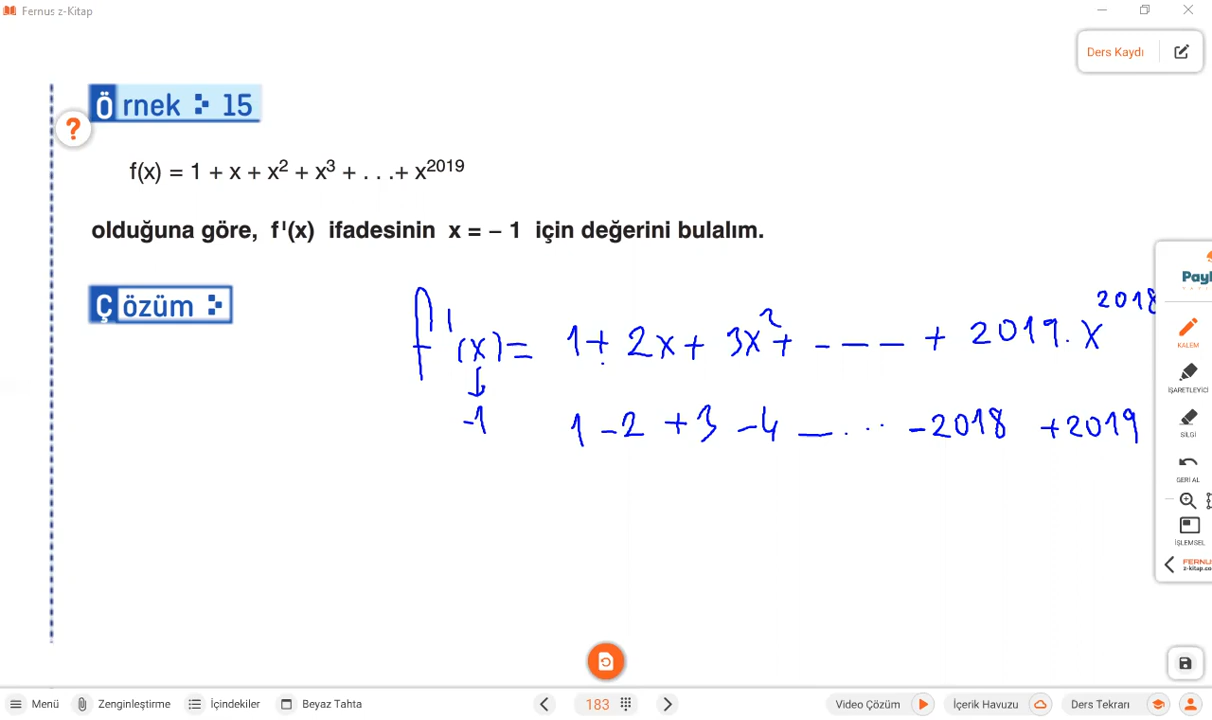 Fernus z-Kitap
Ders Kaydı
Örnek 15
?
f(x) = 1 + x + x² + x³ + . . .+ x²⁰¹⁹
olduğuna göre, f'(x) ifadesinin x = – 1 için değerini bulalım.
Çözüm
f'(x) = 1 + 2x + 3x² + - - - - + 2019. x²⁰¹⁸
-1 1 -2 +3 -4 - . . . -2018 +2019
KALEM
İŞARETLEYİCİ
SİLGİ
GERİ AL
İŞLEMSEL
Menü Zenginleştirme İçindekiler Beyaz Tahta 183 Video Çözüm İçerik Havuzu Ders Tekrarı